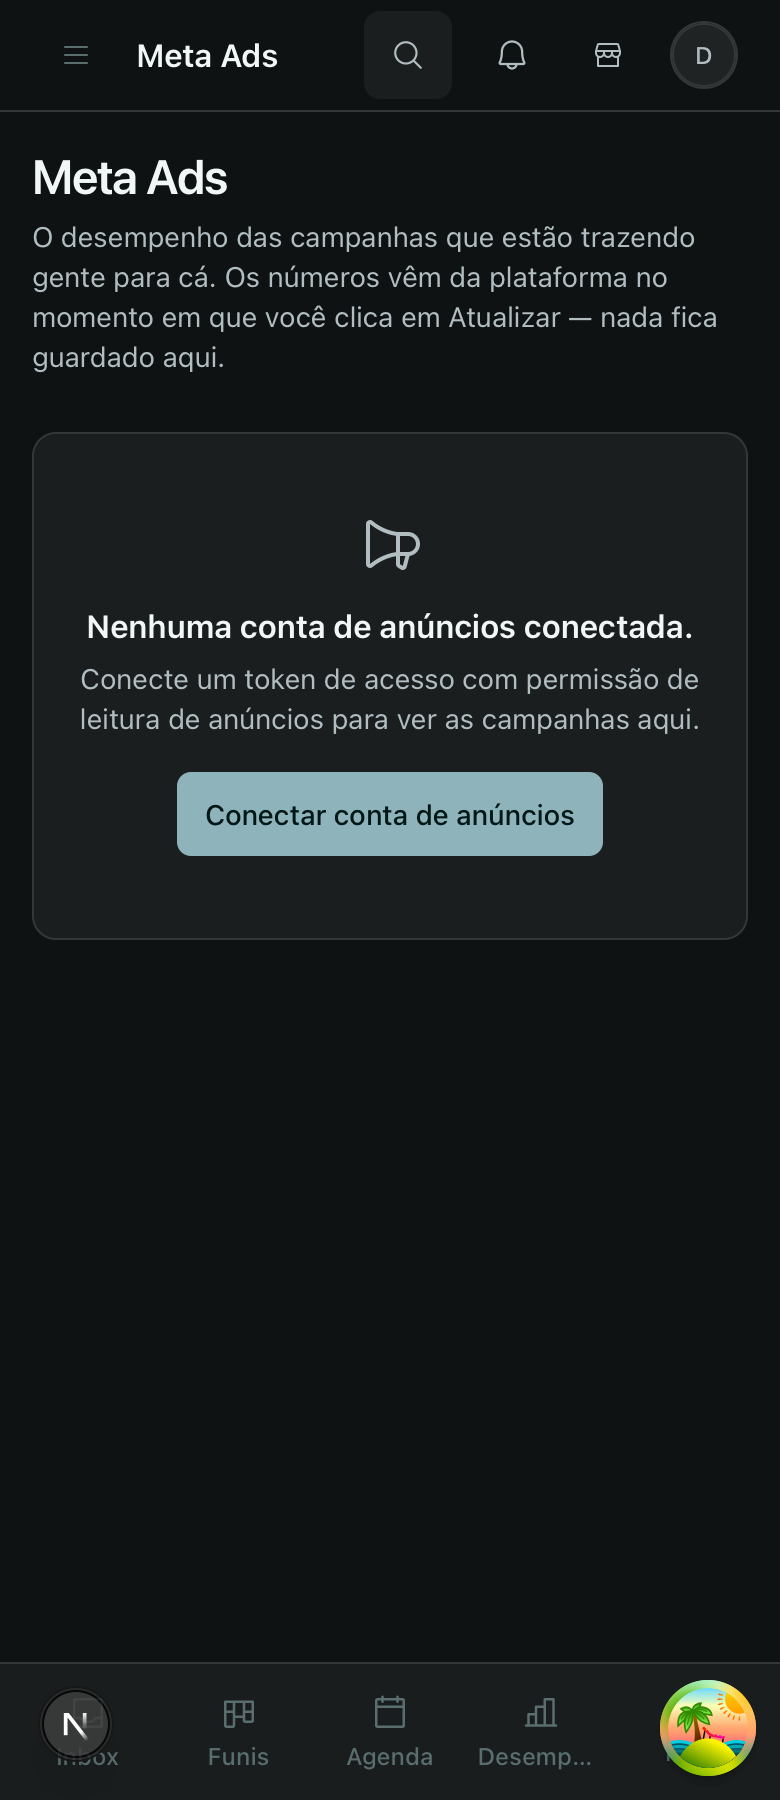 Meta Ads
D
Meta Ads
O desempenho das campanhas que estão trazendo
gente para cá. Os números vêm da plataforma no
momento em que você clica em Atualizar — nada fica
guardado aqui.
Nenhuma conta de anúncios conectada.
Conecte um token de acesso com permissão de
leitura de anúncios para ver as campanhas aqui.
Conectar conta de anúncios
N
Inbox
Funis
Agenda
Desemp...